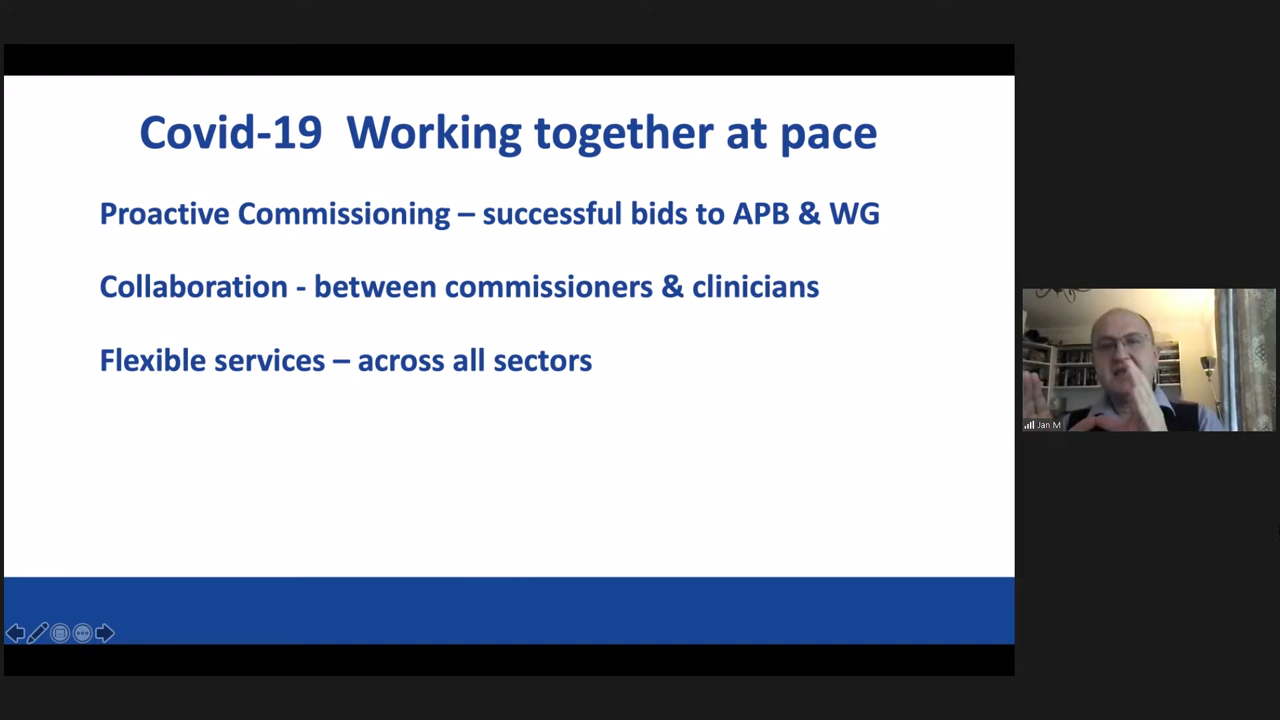 Covid-19  Working together at pace
Proactive Commissioning – successful bids to APB & WG
Collaboration - between commissioners & clinicians
Flexible services – across all sectors
Jan M